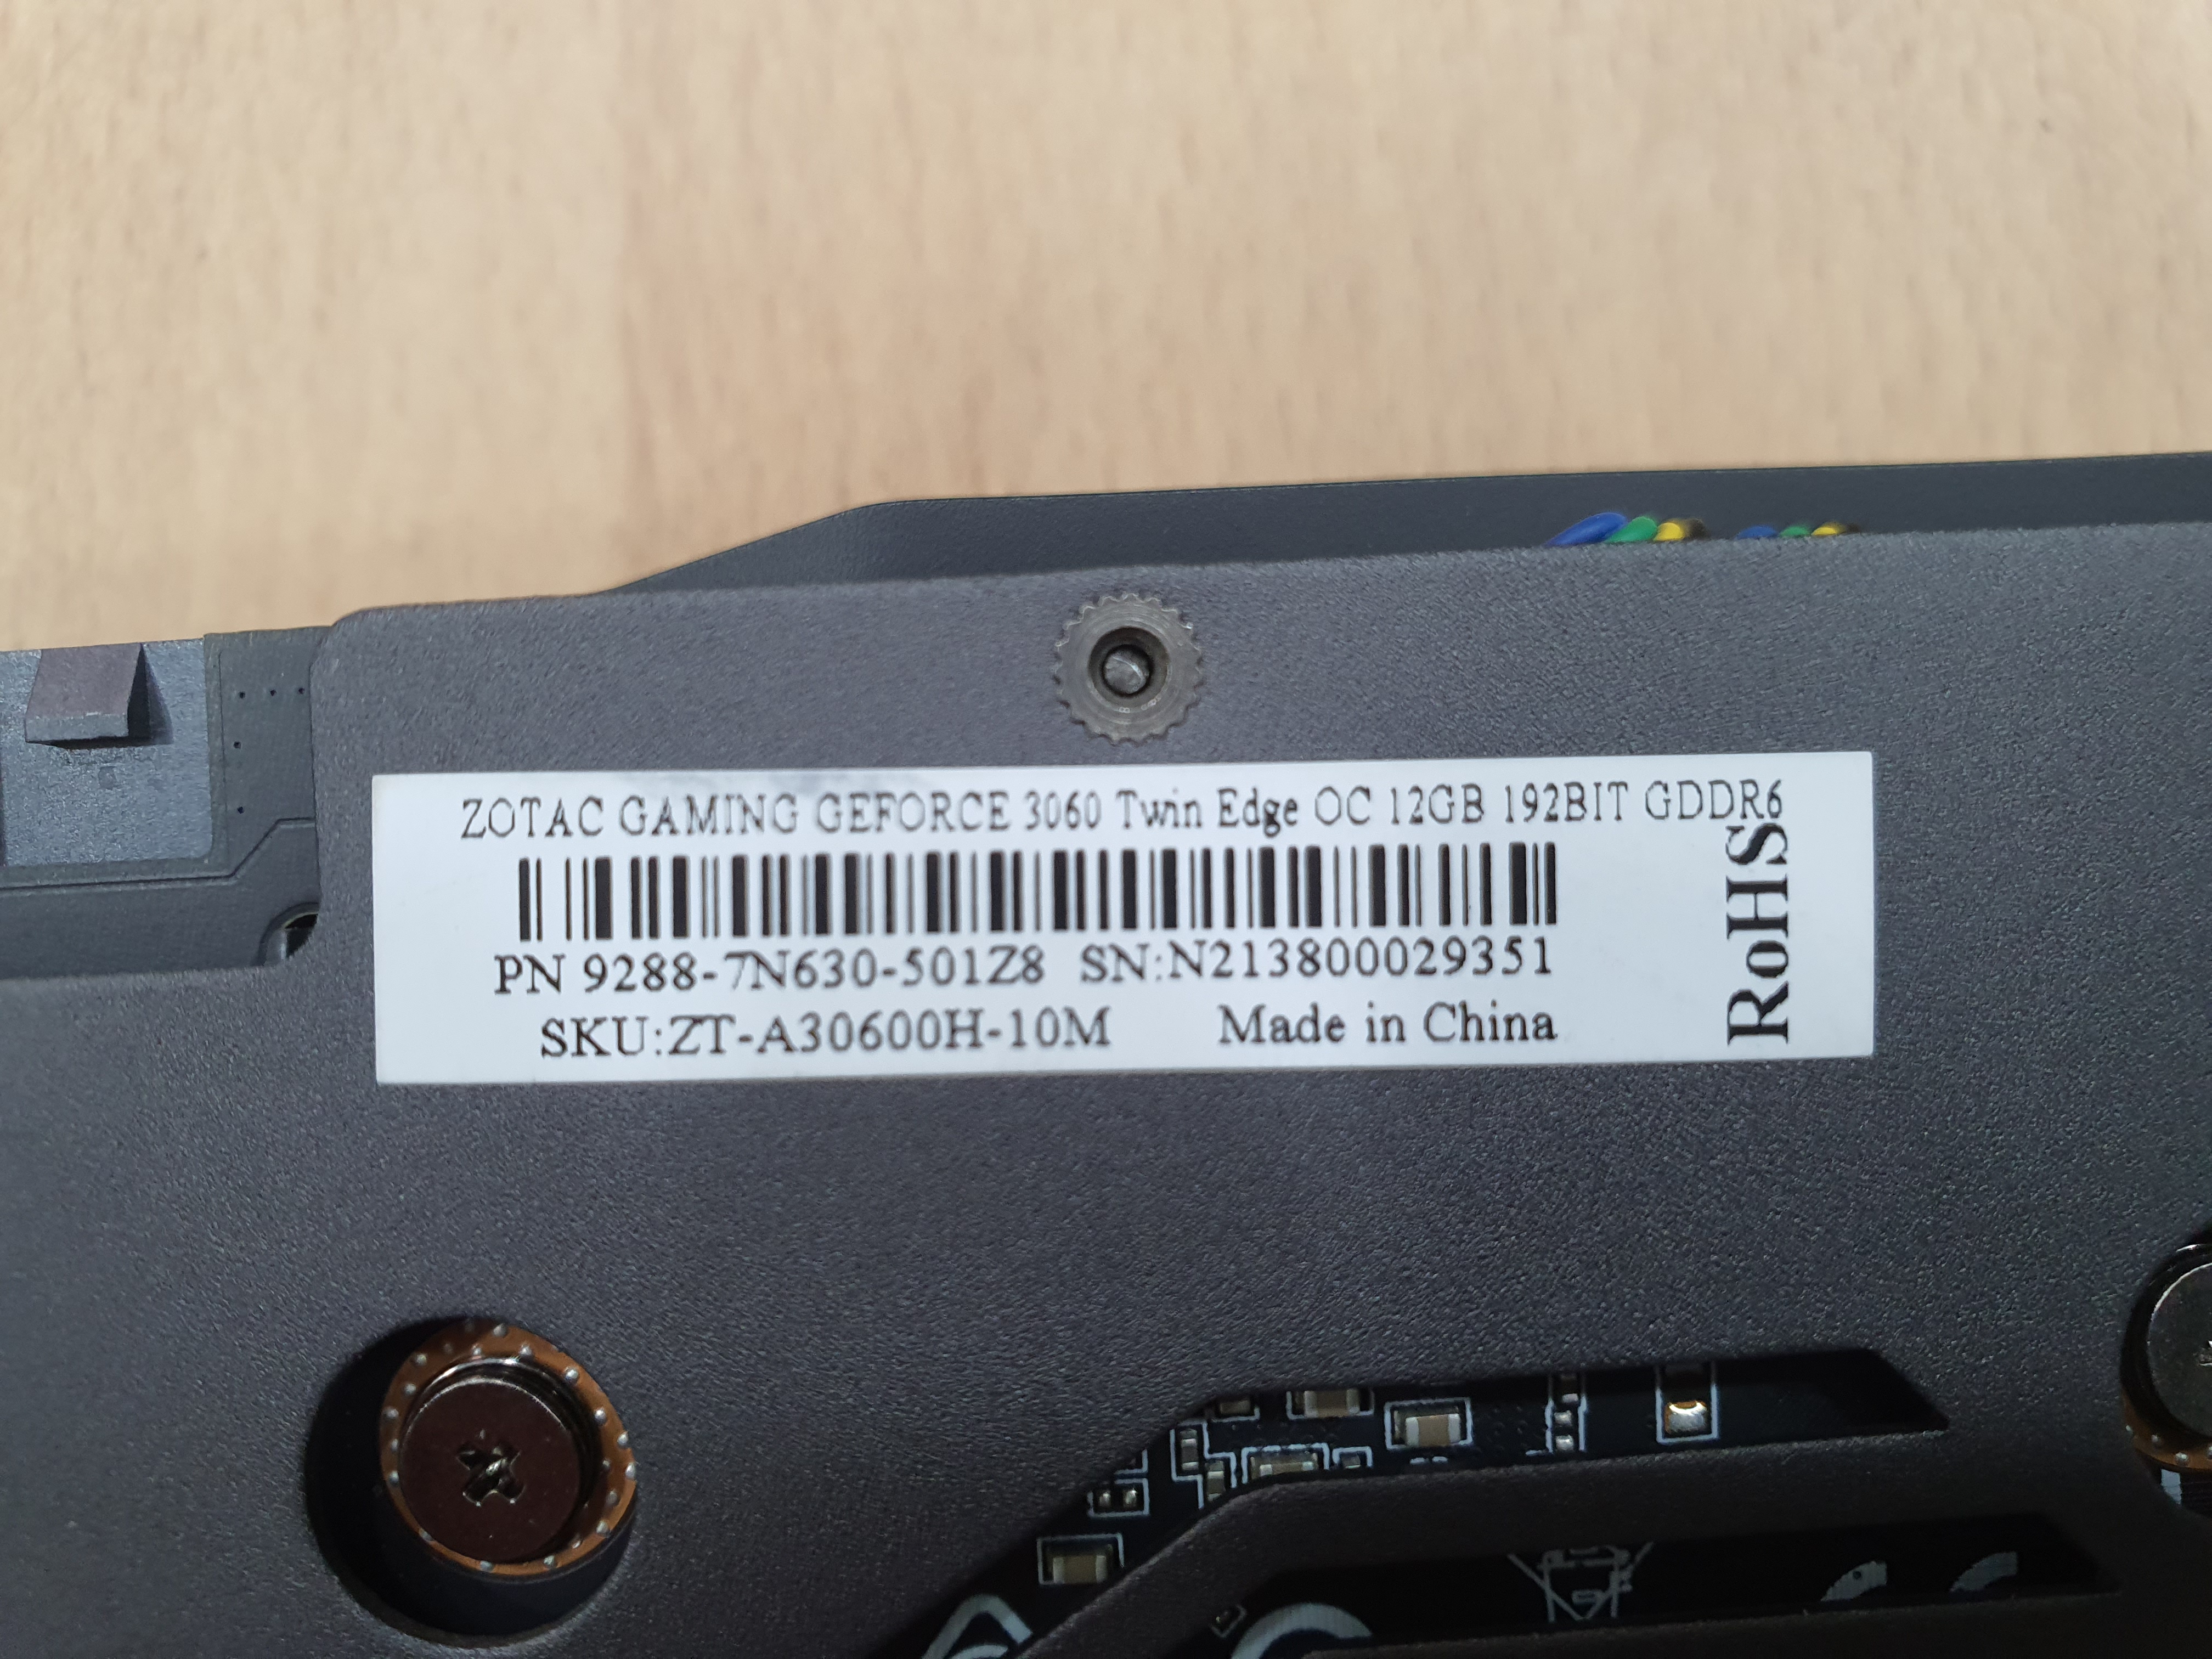 ZOTAC GAMING GEFORCE 3060 Twin Edge OC 12GB 192BIT GDDR6
PN 9288-7N630-501Z8 SN:N213800029351
SKU:ZT-A30600H-10M Made in China
RoHS